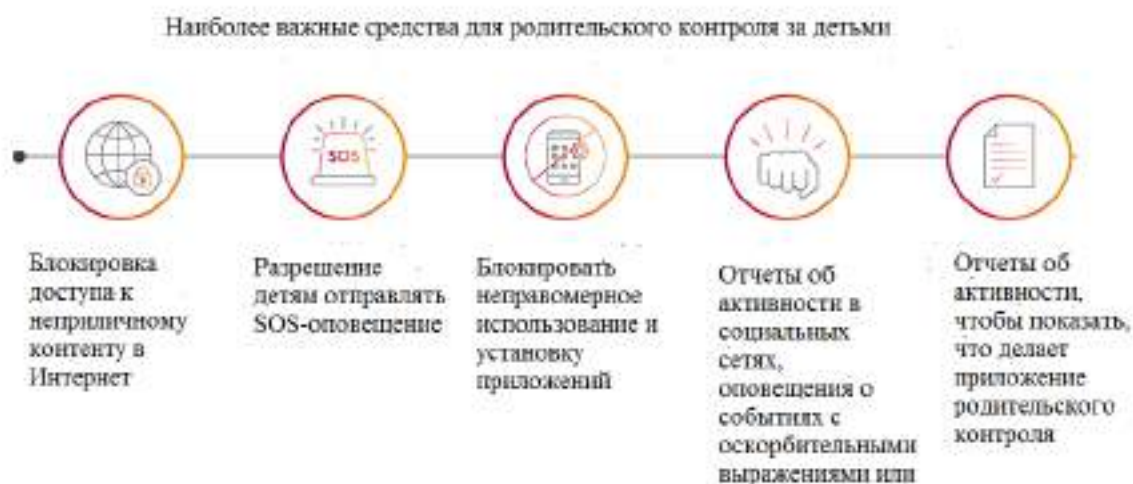 Наиболее важные средства для родительского контроля за детьми
SOS
Блокировка
доступа к
неприличному
контенту в
Интернет
Разрешение
детям отправлять
SOS-оповещение
Блокировать
неправомерное
использование и
установку
приложений
Отчеты об
активности в
социальных
сетях,
оповещения о
событиях с
оскорбительными
выражениями или
Отчеты об
активности,
чтобы показать,
что делает
приложение
родительского
контроля